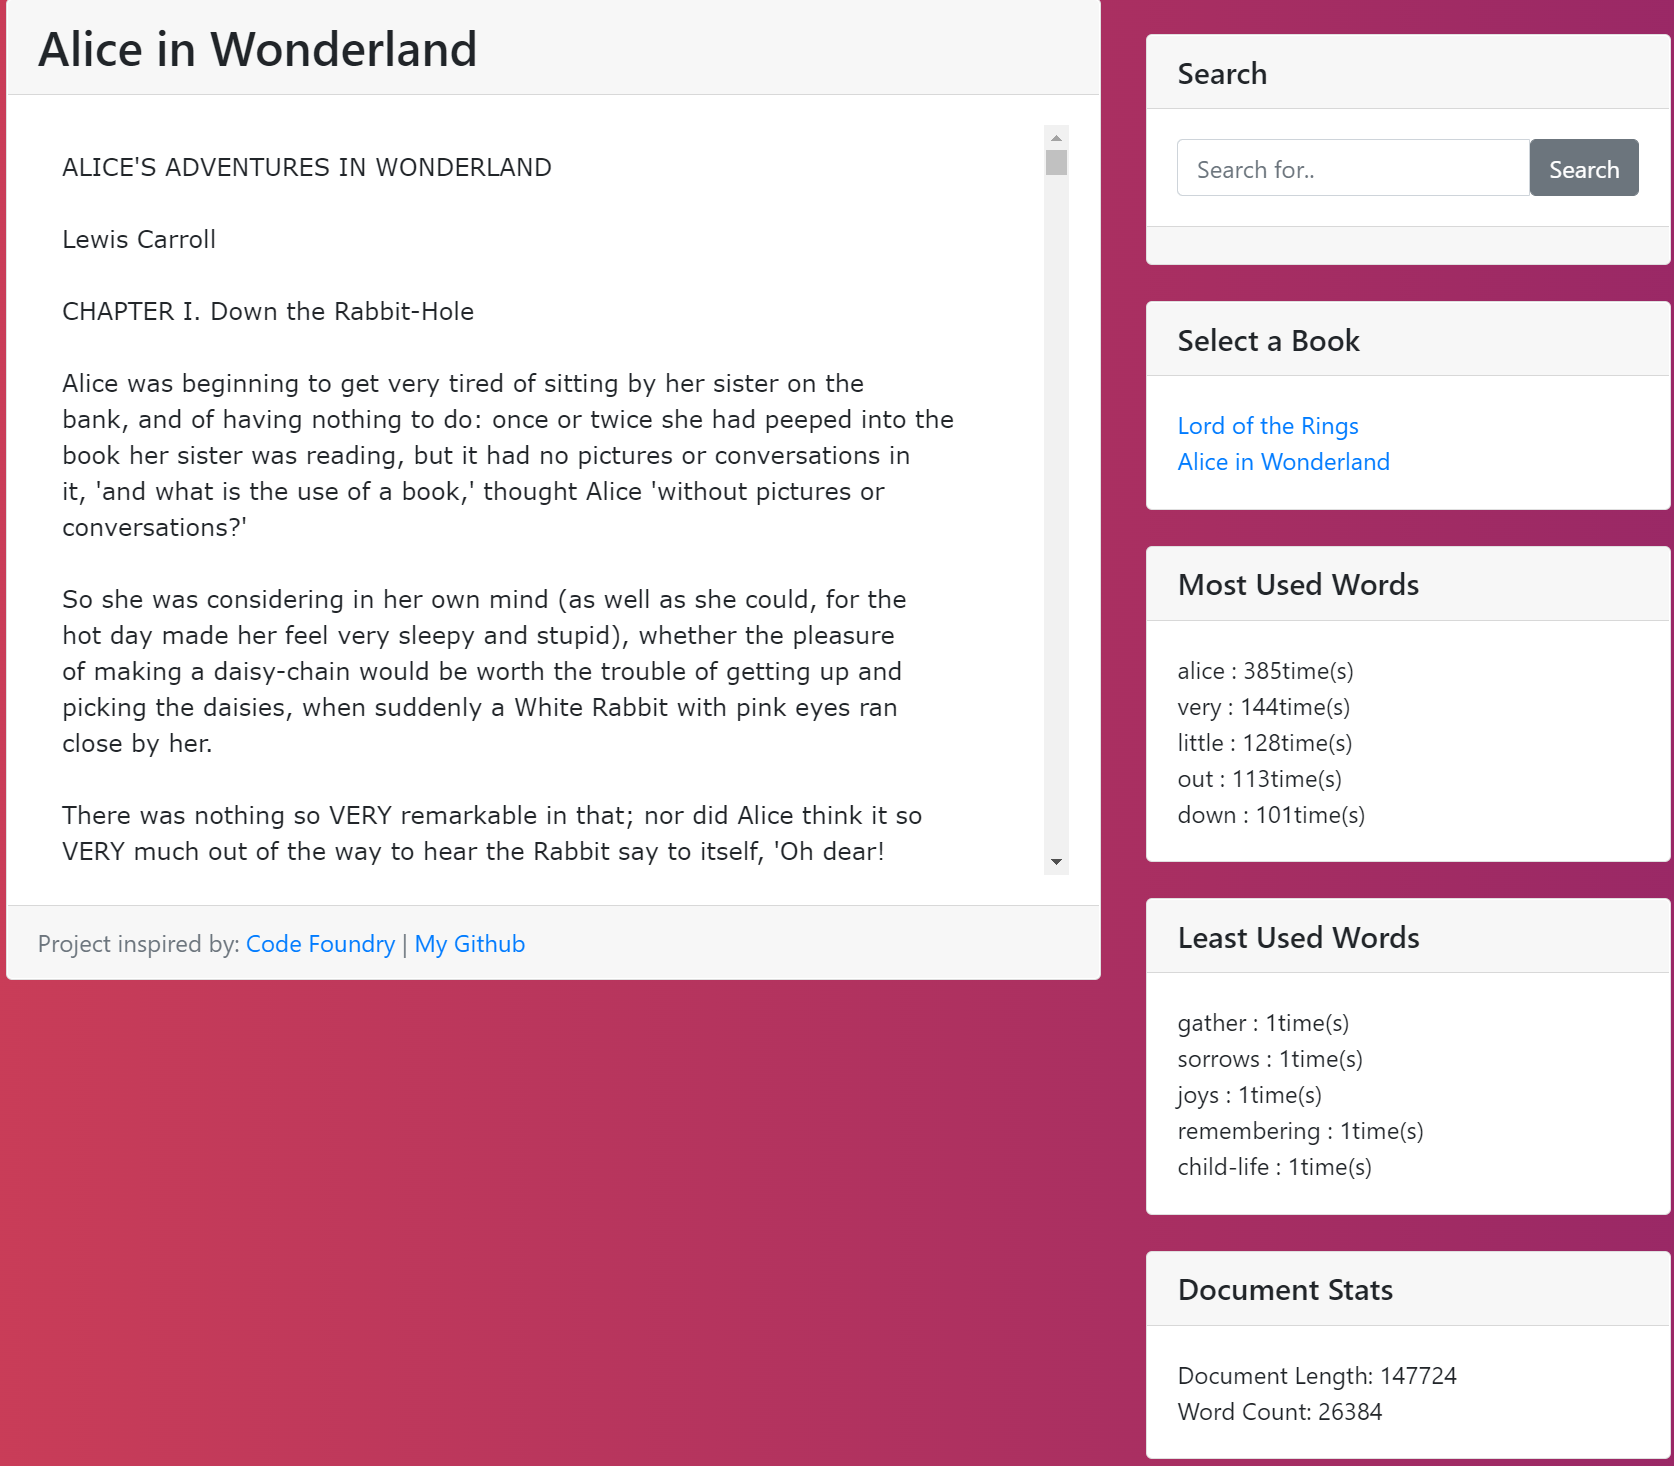 Alice in Wonderland
ALICE'S ADVENTURES IN WONDERLAND
Lewis Carroll
CHAPTER I. Down the Rabbit-Hole
Alice was beginning to get very tired of sitting by her sister on the
bank, and of having nothing to do: once or twice she had peeped into the
book her sister was reading, but it had no pictures or conversations in
it, 'and what is the use of a book,' thought Alice 'without pictures or
conversations?'
So she was considering in her own mind (as well as she could, for the
hot day made her feel very sleepy and stupid), whether the pleasure
of making a daisy-chain would be worth the trouble of getting up and
picking the daisies, when suddenly a White Rabbit with pink eyes ran
close by her.
There was nothing so VERY remarkable in that; nor did Alice think it so
VERY much out of the way to hear the Rabbit say to itself, 'Oh dear!
Project inspired by: Code Foundry | My Github
Search
Search for.. Search
Select a Book
Lord of the Rings
Alice in Wonderland
Most Used Words
alice : 385time(s)
very : 144time(s)
little : 128time(s)
out : 113time(s)
down : 101time(s)
Least Used Words
gather : 1time(s)
sorrows : 1time(s)
joys : 1time(s)
remembering : 1time(s)
child-life : 1time(s)
Document Stats
Document Length: 147724
Word Count: 26384